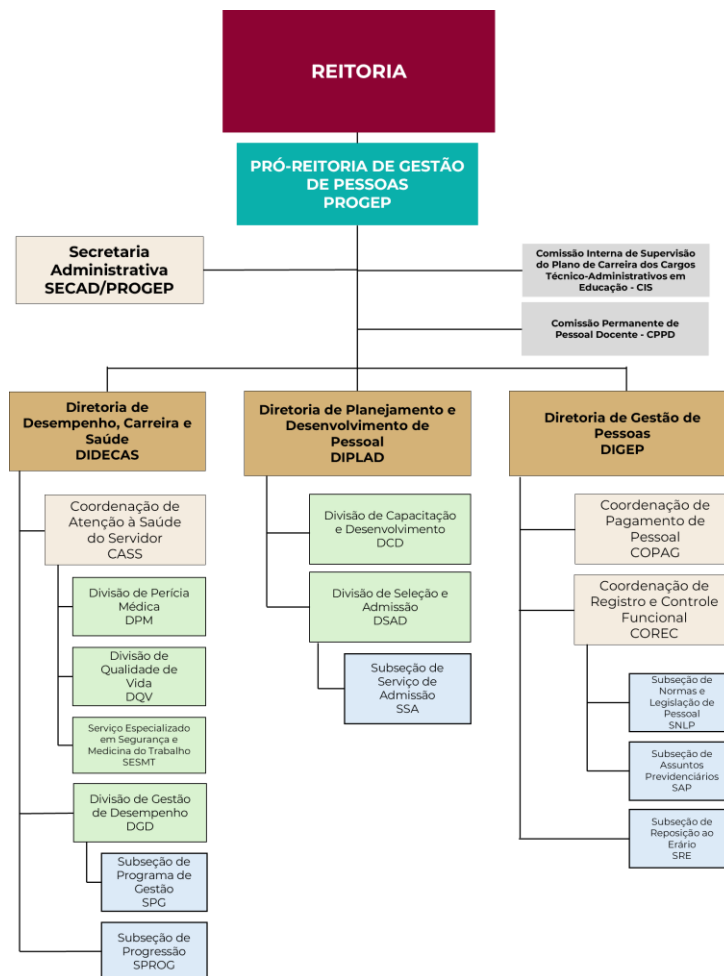 REITORIA
PRÓ-REITORIA DE GESTÃO
DE PESSOAS
PROGEP
Secretaria
Administrativa
SECAD/PROGEP
Comissão Interna de Supervisão
do Plano de Carreira dos Cargos
Técnico-Administrativos em
Educação - CIS
Comissão Permanente de
Pessoal Docente - CPPD
Diretoria de
Desempenho, Carreira e
Saúde
DIDECAS
Coordenação de
Atenção à Saúde
do Servidor
CASS
Divisão de Perícia
Médica
DPM
Divisão de
Qualidade de
Vida
DQV
Serviço Especializado
em Segurança e
Medicina do Trabalho
SESMT
Divisão de Gestão
de Desempenho
DGD
Subseção de
Programa de
Gestão
SPG
Subseção de
Progressão
SPROG
Diretoria de Planejamento e
Desenvolvimento de
Pessoal
DIPLAD
Divisão de Capacitação
e Desenvolvimento
DCD
Divisão de Seleção e
Admissão
DSAD
Subseção de
Serviço de
Admissão
SSA
Diretoria de Gestão de
Pessoas
DIGEP
Coordenação de
Pagamento de
Pessoal
COPAG
Coordenação de
Registro e Controle
Funcional
COREC
Subseção de
Normas e
Legislação de
Pessoal
SNLP
Subseção de
Assuntos
Previdenciários
SAP
Subseção de
Reposição ao
Erário
SRE